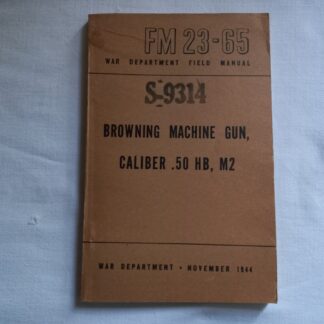 FM 23-65
WAR DEPARTMENT FIELD MANUAL
S-9314
BROWNING MACHINE GUN,
CALIBER .50 HB, M2
WAR DEPARTMENT • NOVEMBER 1944